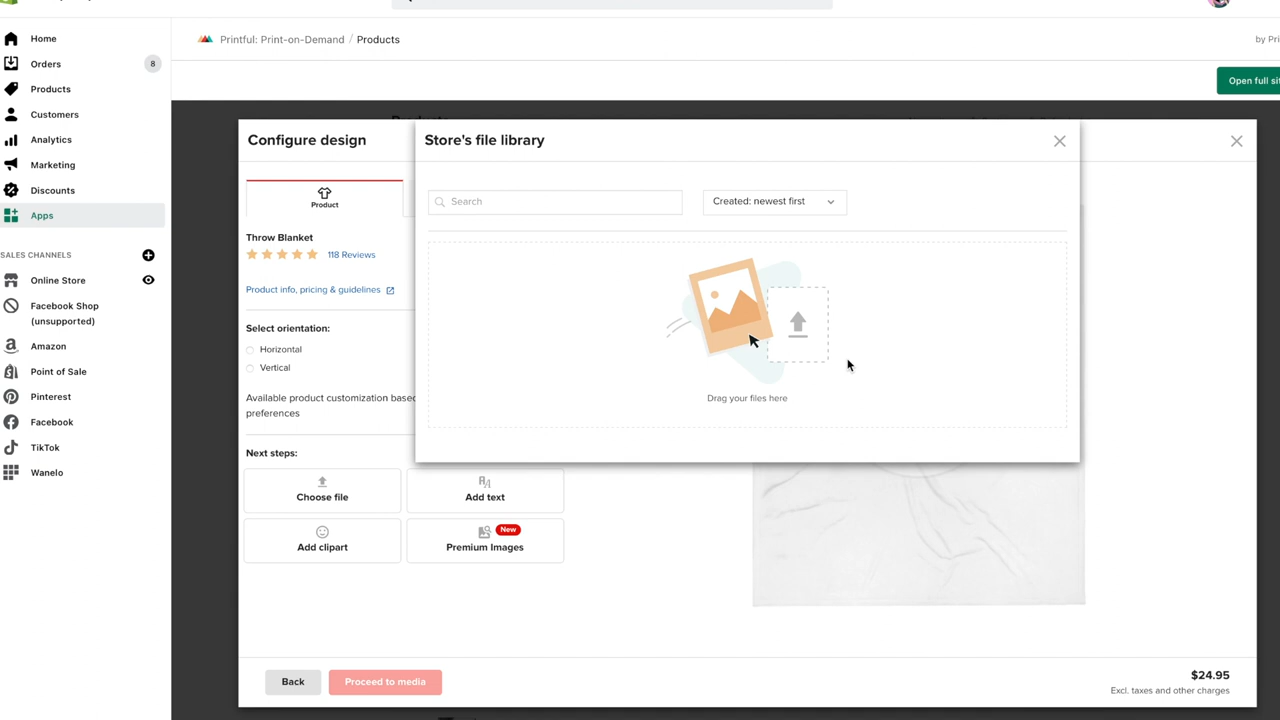 Home
Orders
8
Products
Customers
Analytics
Marketing
Discounts
Apps
SALES CHANNELS
Online Store
Facebook Shop
(unsupported)
Amazon
Point of Sale
Pinterest
Facebook
TikTok
Wanelo
Printful: Print-on-Demand / Products
by Pri
Open full sit
Configure design
Product
Throw Blanket
118 Reviews
Product info, pricing & guidelines
Select orientation:
Horizontal
Vertical
Available product customization based
preferences
Next steps:
Choose file
Add text
Add clipart
New
Premium Images
Store's file library
Search
Created: newest first
Drag your files here
Back
Proceed to media
$24.95
Excl. taxes and other charges